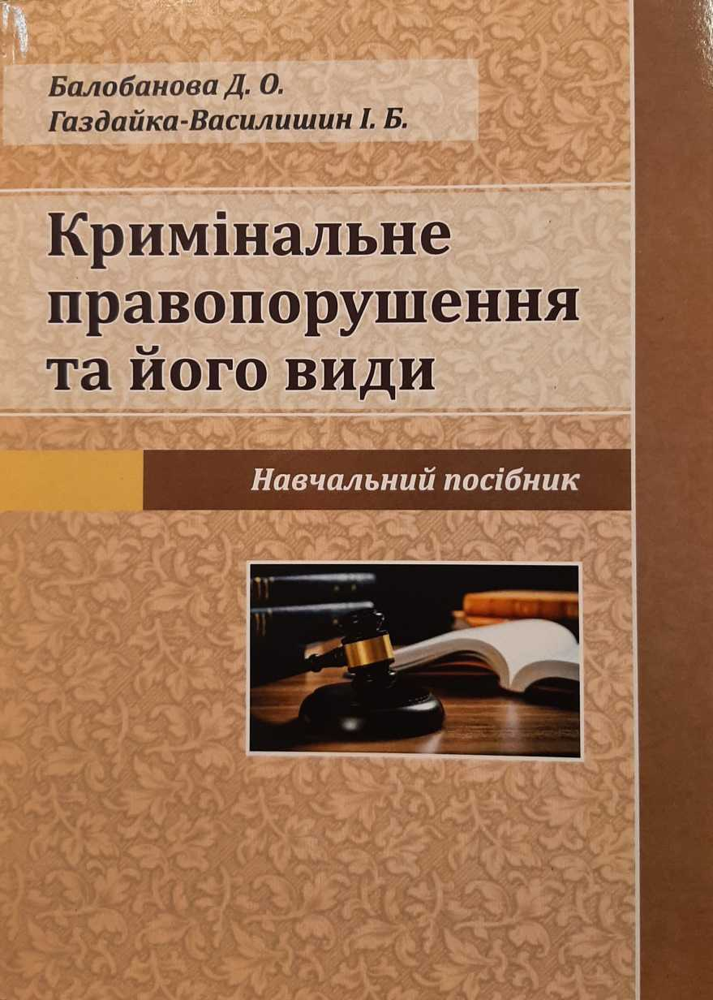 Балобанова Д. О.
Газдайка-Василишин І. Б.
Кримінальне
правопорушення
та його види
Навчальний посібник